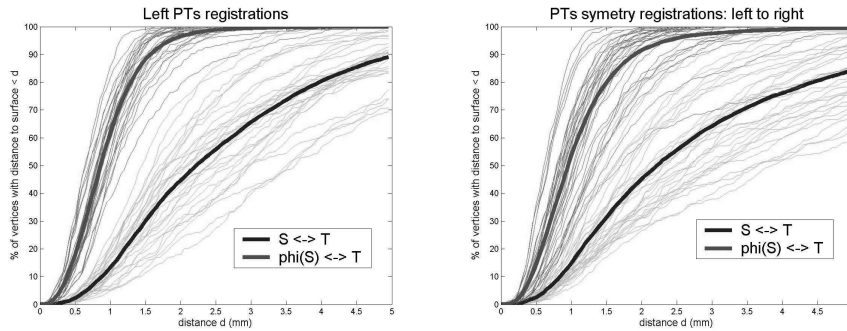 Left PTs registrations
% of vertices with distance to surface < d
100
90
80
70
60
50
40
30
20
10
0
S <-> T
phi(S) <-> T
0 0.5 1 1.5 2 2.5 3 3.5 4 4.5 5
distance d (mm)
PTs symetry registrations: left to right
% of vertices with distance to surface < d
100
90
80
70
60
50
40
30
20
10
0
S <-> T
phi(S) <-> T
0 0.5 1 1.5 2 2.5 3 3.5 4 4.5
distance d (mm)